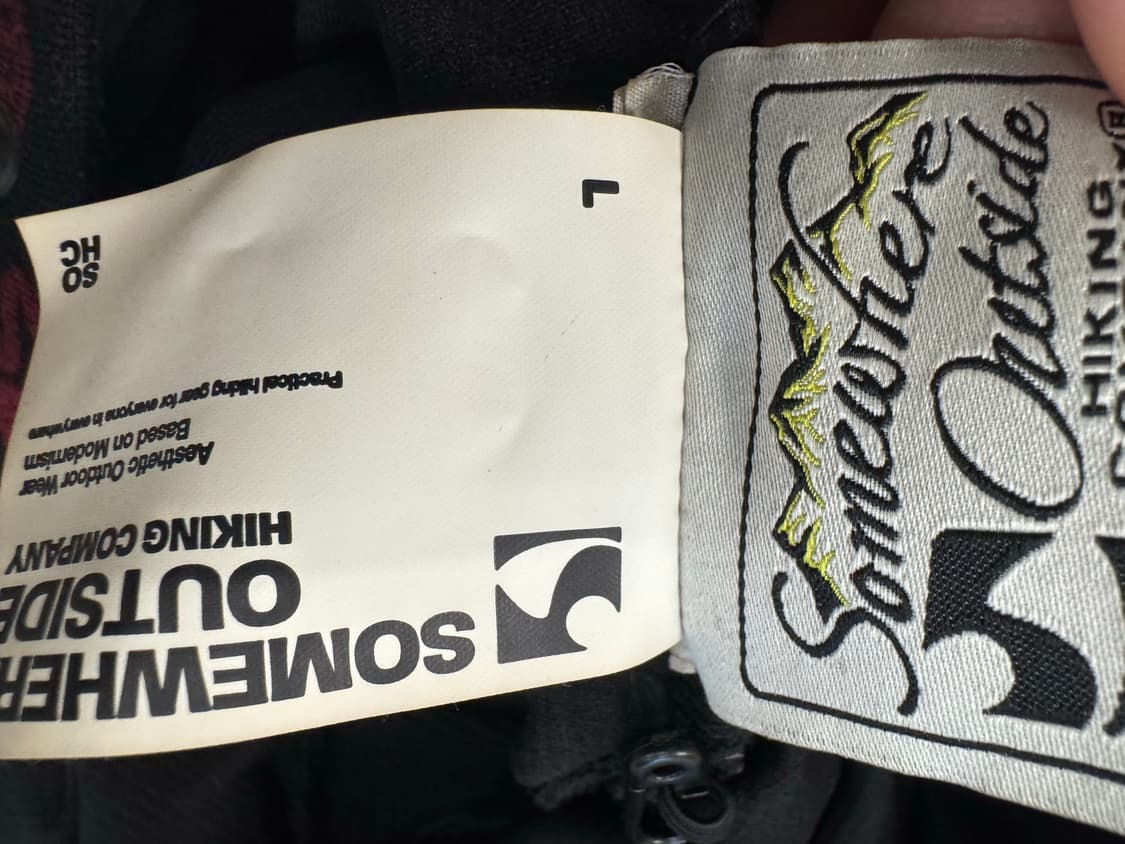 SOMEWHER
OUTSIDE
HIKING COMPANY
Aesthetic Outdoor Wear
Based on Modernism
Practical hiking gear for everyone in everywhere
SO
HC
L
Somewhere
Outside
HIKING